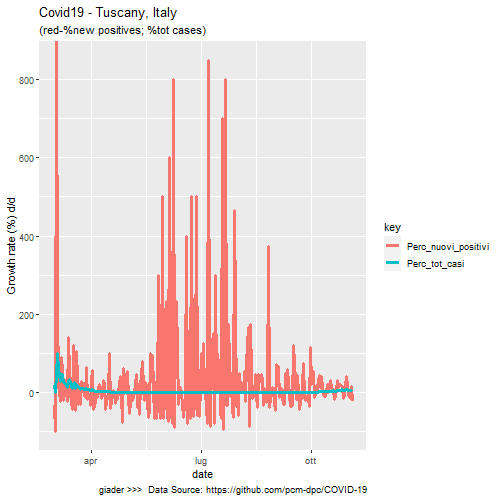 Covid19 - Tuscany, Italy
(red-%new positives; %tot cases)
Growth rate (%) d/d
800
600
400
200
0
apr
lug
ott
date
key
Perc_nuovi_positivi
Perc_tot_casi
giader >>> Data Source: https://github.com/pcm-dpc/COVID-19